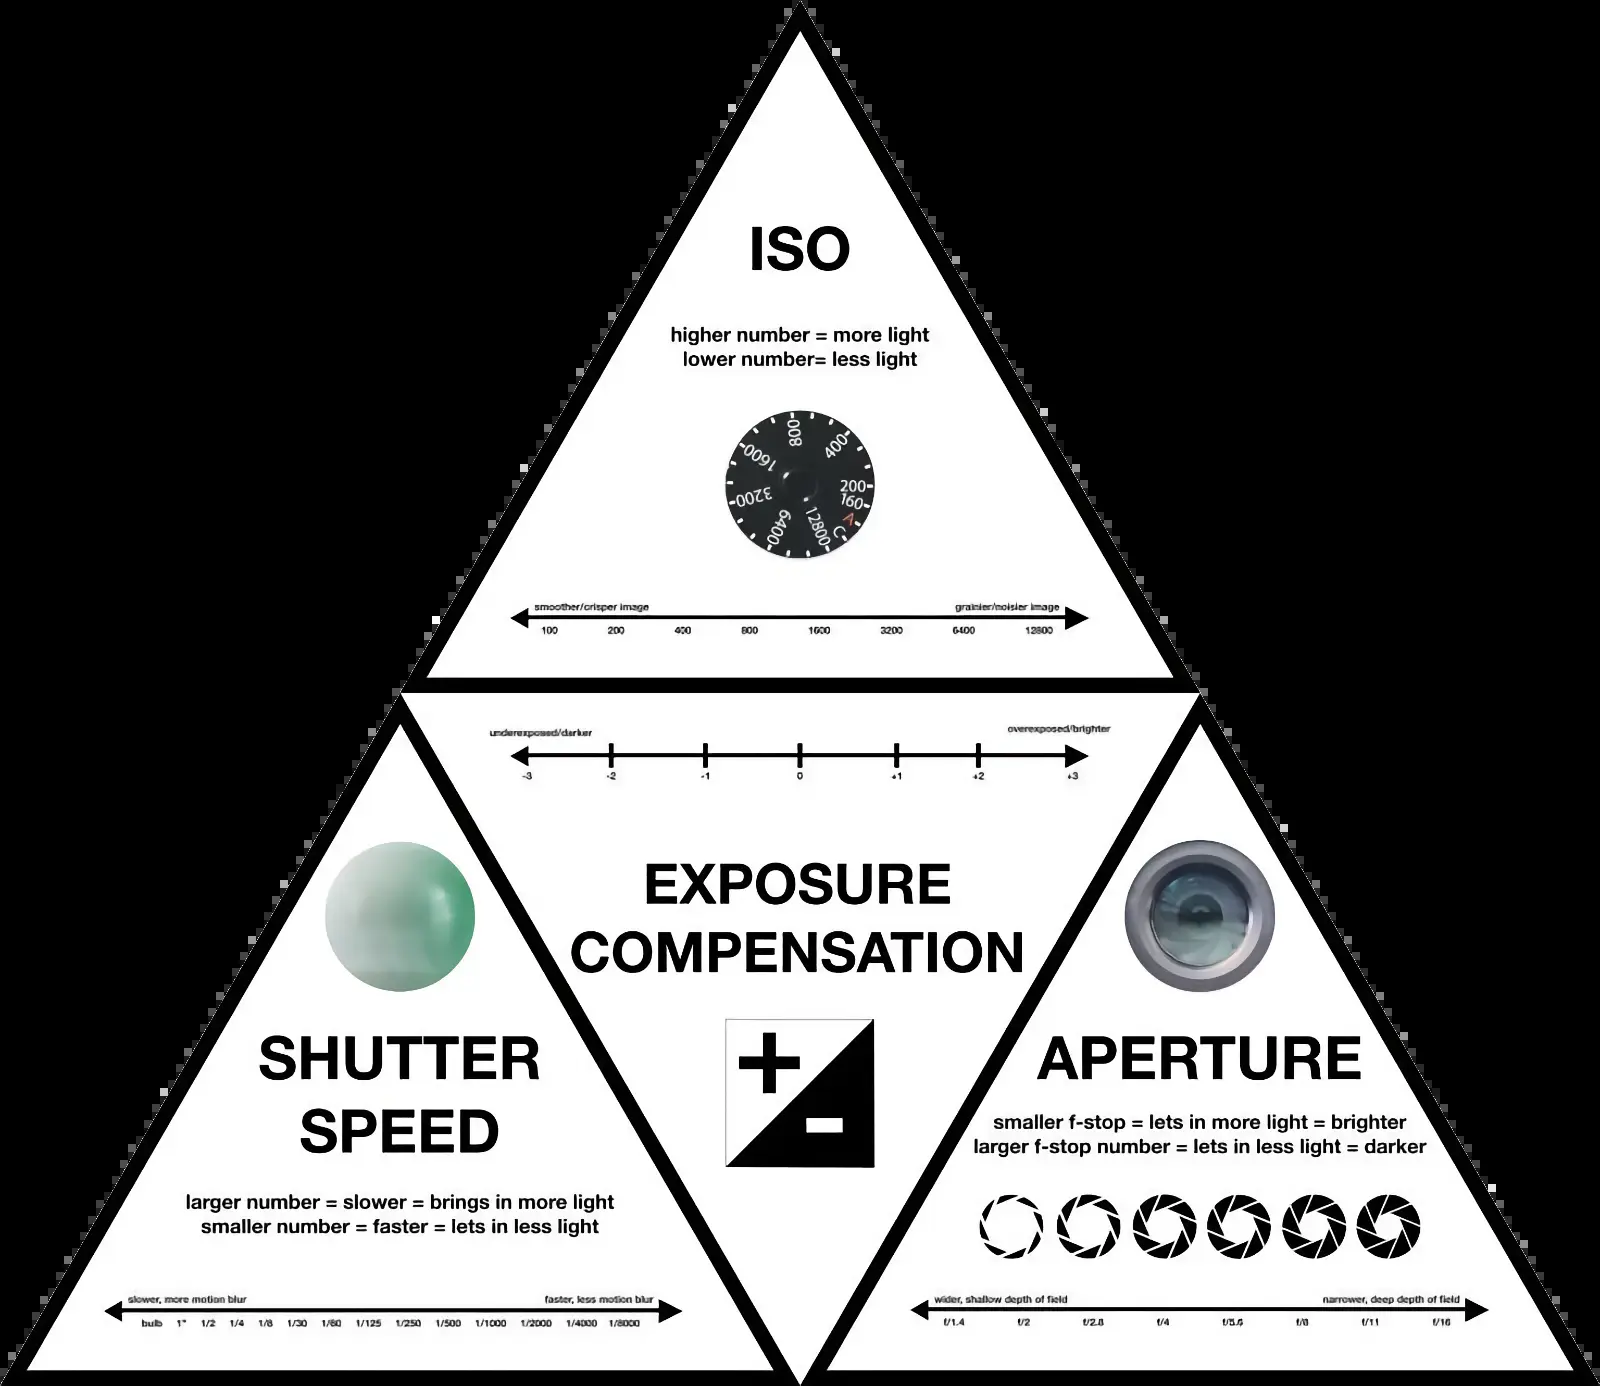 ISO
higher number = more light
lower number= less light
800
400
1600
200
160
3200
A
C
6400
12800
smoother/crisper image grainier/noisier image
100 200 400 800 1600 3200 6400 12800
underexposed/darker overexposed/brighter
-3 -2 -1 0 +1 +2 +3
EXPOSURE
COMPENSATION
+
-
SHUTTER
SPEED
larger number = slower = brings in more light
smaller number = faster = lets in less light
slower, more motion blur faster, less motion blur
bulb 1" 1/2 1/4 1/8 1/30 1/60 1/125 1/250 1/500 1/1000 1/2000 1/4000 1/8000
APERTURE
smaller f-stop = lets in more light = brighter
larger f-stop number = lets in less light = darker
wider, shallow depth of field narrower, deep depth of field
f/1.4 f/2 f/2.8 f/4 f/5.6 f/8 f/11 f/16